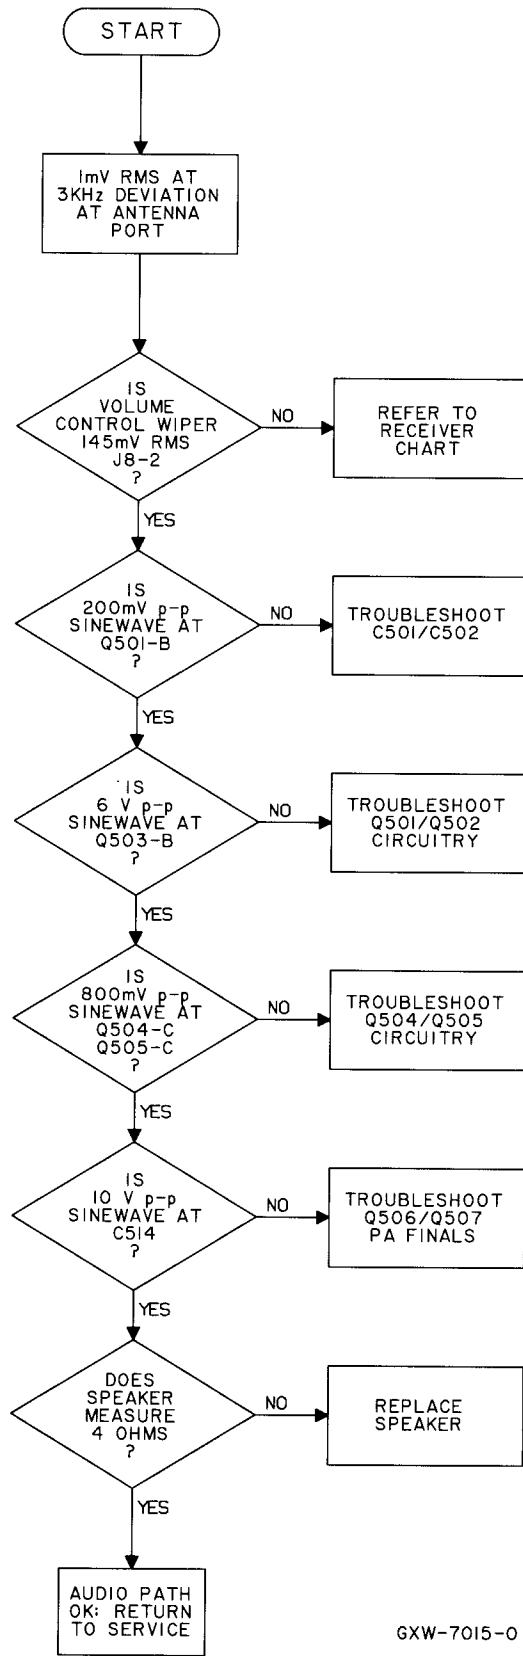 START
1mV RMS AT
3KHz DEVIATION
AT ANTENNA
PORT
IS
VOLUME
CONTROL WIPER
145mV RMS
J8-2
?
NO
REFER TO
RECEIVER
CHART
YES
IS
200mV p-p
SINEWAVE AT
Q501-B
?
NO
TROUBLESHOOT
C501/C502
YES
IS
6 V p-p
SINEWAVE AT
Q503-B
?
NO
TROUBLESHOOT
Q501/Q502
CIRCUITRY
YES
IS
800mV p-p
SINEWAVE AT
Q504-C
Q505-C
?
NO
TROUBLESHOOT
Q504/Q505
CIRCUITRY
YES
IS
10 V p-p
SINEWAVE AT
C514
?
NO
TROUBLESHOOT
Q506/Q507
PA FINALS
YES
DOES
SPEAKER
MEASURE
4 OHMS
?
NO
REPLACE
SPEAKER
YES
AUDIO PATH
OK: RETURN
TO SERVICE
GXW-7015-0